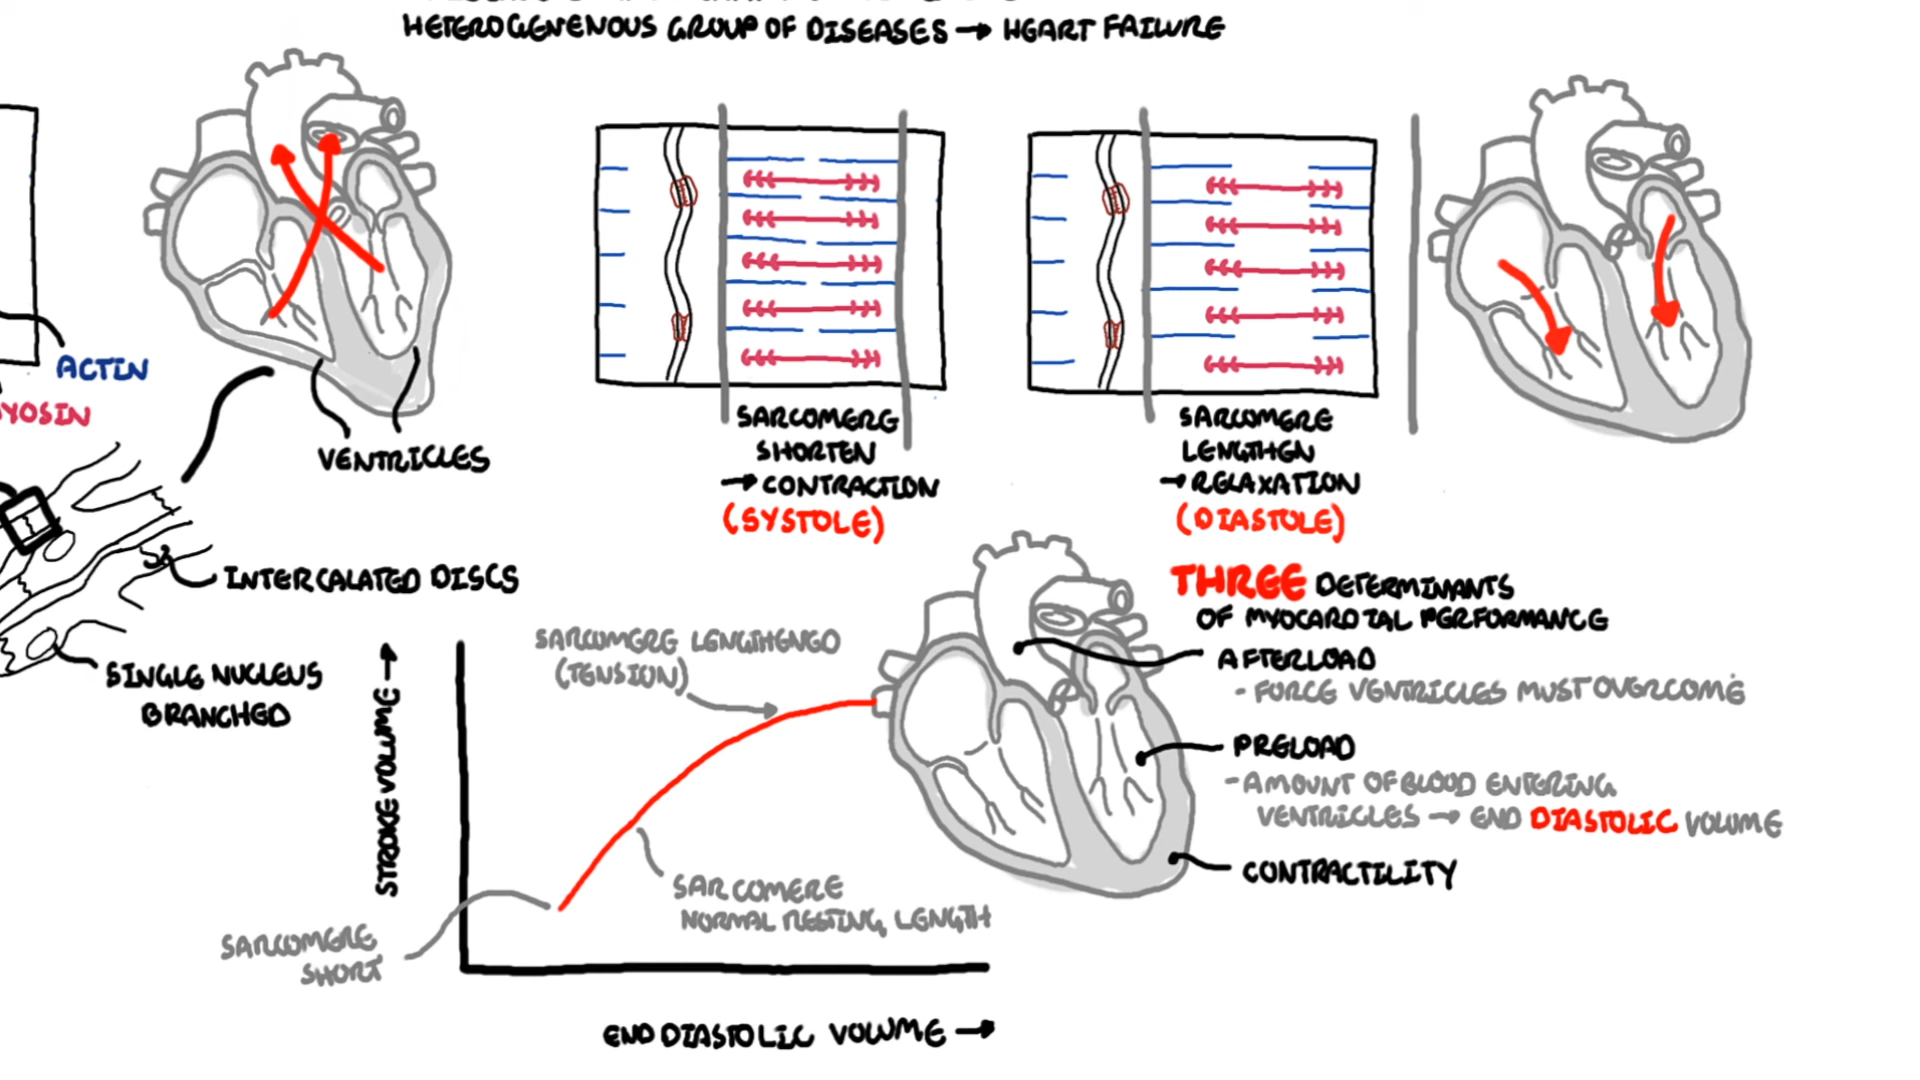 HETEROGENENOUS GROUP OF DISEASES → HEART FAILURE
ACTIN
YOSIN
VENTRICLES
SARCOMERE
SHORTEN
→ CONTRACTION
(SYSTOLE)
SARCOMERE
LENGTHEN
→ RELAXATION
(DIASTOLE)
INTERCALATED DISCS
SINGLE NUCLEUS
BRANCHED
THREE DETERMINANTS
OF MYOCARDIAL PERFORMANCE
AFTERLOAD
- FORCE VENTRICLES MUST OVERCOME
PRELOAD
- AMOUNT OF BLOOD ENTERING
VENTRICLES → END DIASTOLIC VOLUME
CONTRACTILITY
STROKE VOLUME →
SARCOMERE LENGTHENED
(TENSION)
SARCOMERE
NORMAL RESTING LENGTH
SARCOMERE
SHORT
END DIASTOLIC VOLUME →